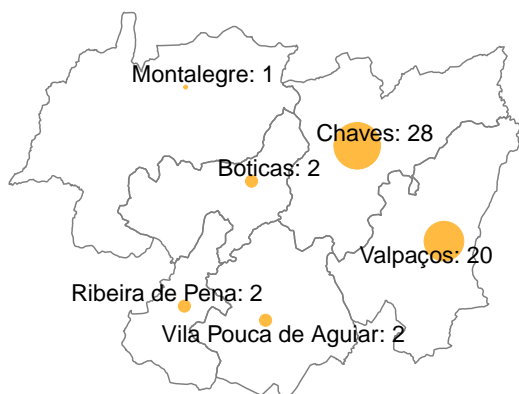 Montalegre: 1
Chaves: 28
Boticas: 2
Valpaços: 20
Ribeira de Pena: 2
Vila Pouca de Aguiar: 2